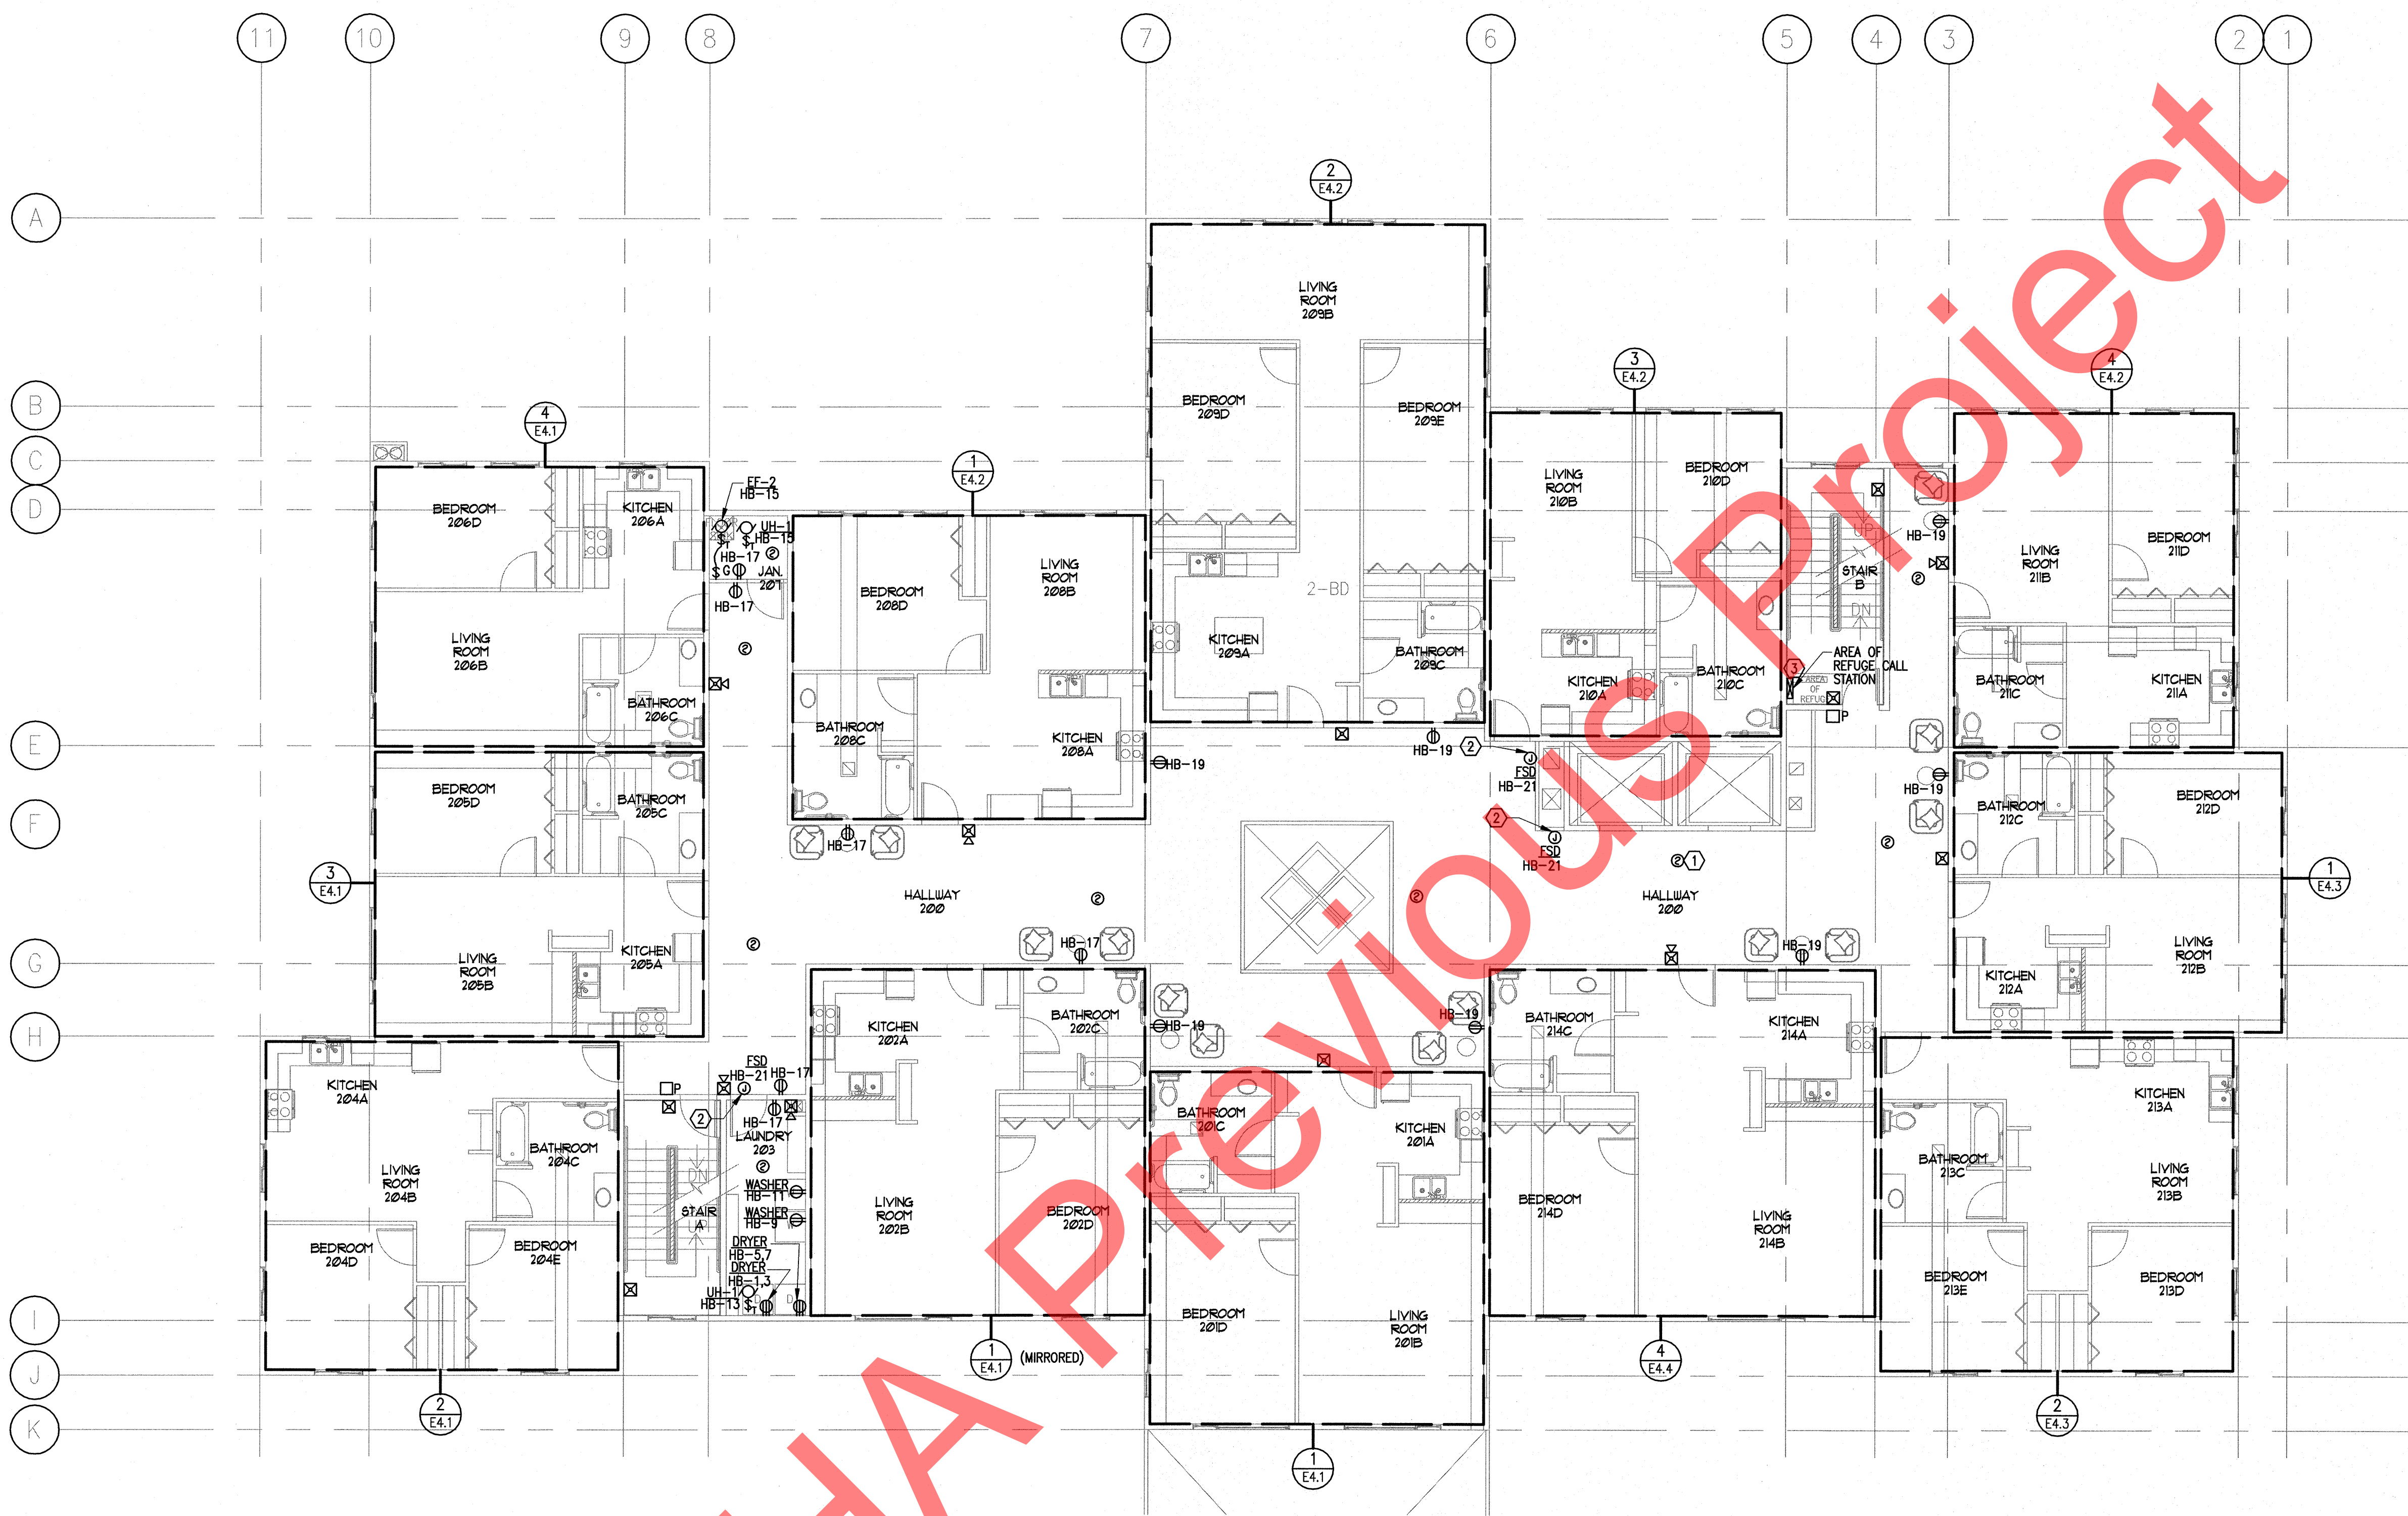 11
10
9
8
7
6
5
4
3
2
1
A
B
C
D
E
F
G
H
I
J
K
2
E4.2
LIVING
ROOM
209B
BEDROOM
209D
BEDROOM
209E
2-BD
KITCHEN
209A
BATHROOM
209C
3
E4.2
LIVING
ROOM
210B
BEDROOM
210D
KITCHEN
210A
BATHROOM
210C
4
E4.2
LIVING
ROOM
211B
BEDROOM
211D
BATHROOM
211C
KITCHEN
211A
4
E4.1
BEDROOM
206D
KITCHEN
206A
LIVING
ROOM
206B
BATHROOM
206C
EF-2
HB-15
UH-1
HB-15
$T
$T
HB-17
$
G
JAN.
207
HB-17
1
E4.2
BEDROOM
208D
LIVING
ROOM
208B
BATHROOM
208C
KITCHEN
208A
HB-17
HB-19
HB-19
2
J
FSD
HB-21
2
J
FSD
HB-21
UP
STAIR
B
DN
HB-19
3
AREA OF
REFUGE CALL
STATION
AREA
OF
REFUG
P
HB-19
3
E4.1
BEDROOM
205D
BATHROOM
205C
LIVING
ROOM
205B
KITCHEN
205A
HALLWAY
200
HALLWAY
200
1
HB-17
HB-19
BATHROOM
212C
BEDROOM
212D
1
E4.3
KITCHEN
212A
LIVING
ROOM
212B
HB-19
HB-19
KITCHEN
204A
BATHROOM
204C
LIVING
ROOM
204B
BEDROOM
204D
BEDROOM
204E
2
E4.1
P
2
FSD
HB-21
J
HB-17
HB-17
LAUNDRY
203
DN
STAIR
A
UP
WASHER
HB-11
WASHER
HB-9
W
DRYER
HB-5,7
DRYER
HB-1,3
UH-1
HB-13
$T
D
D
KITCHEN
202A
BATHROOM
202C
LIVING
ROOM
202B
BEDROOM
202D
1
E4.1
(MIRRORED)
BATHROOM
201C
KITCHEN
201A
BEDROOM
201D
LIVING
ROOM
201B
1
E4.1
BATHROOM
214C
KITCHEN
214A
BEDROOM
214D
LIVING
ROOM
214B
4
E4.4
KITCHEN
213A
BATHROOM
213C
LIVING
ROOM
213B
BEDROOM
213E
BEDROOM
213D
2
E4.3
HA Previous Project